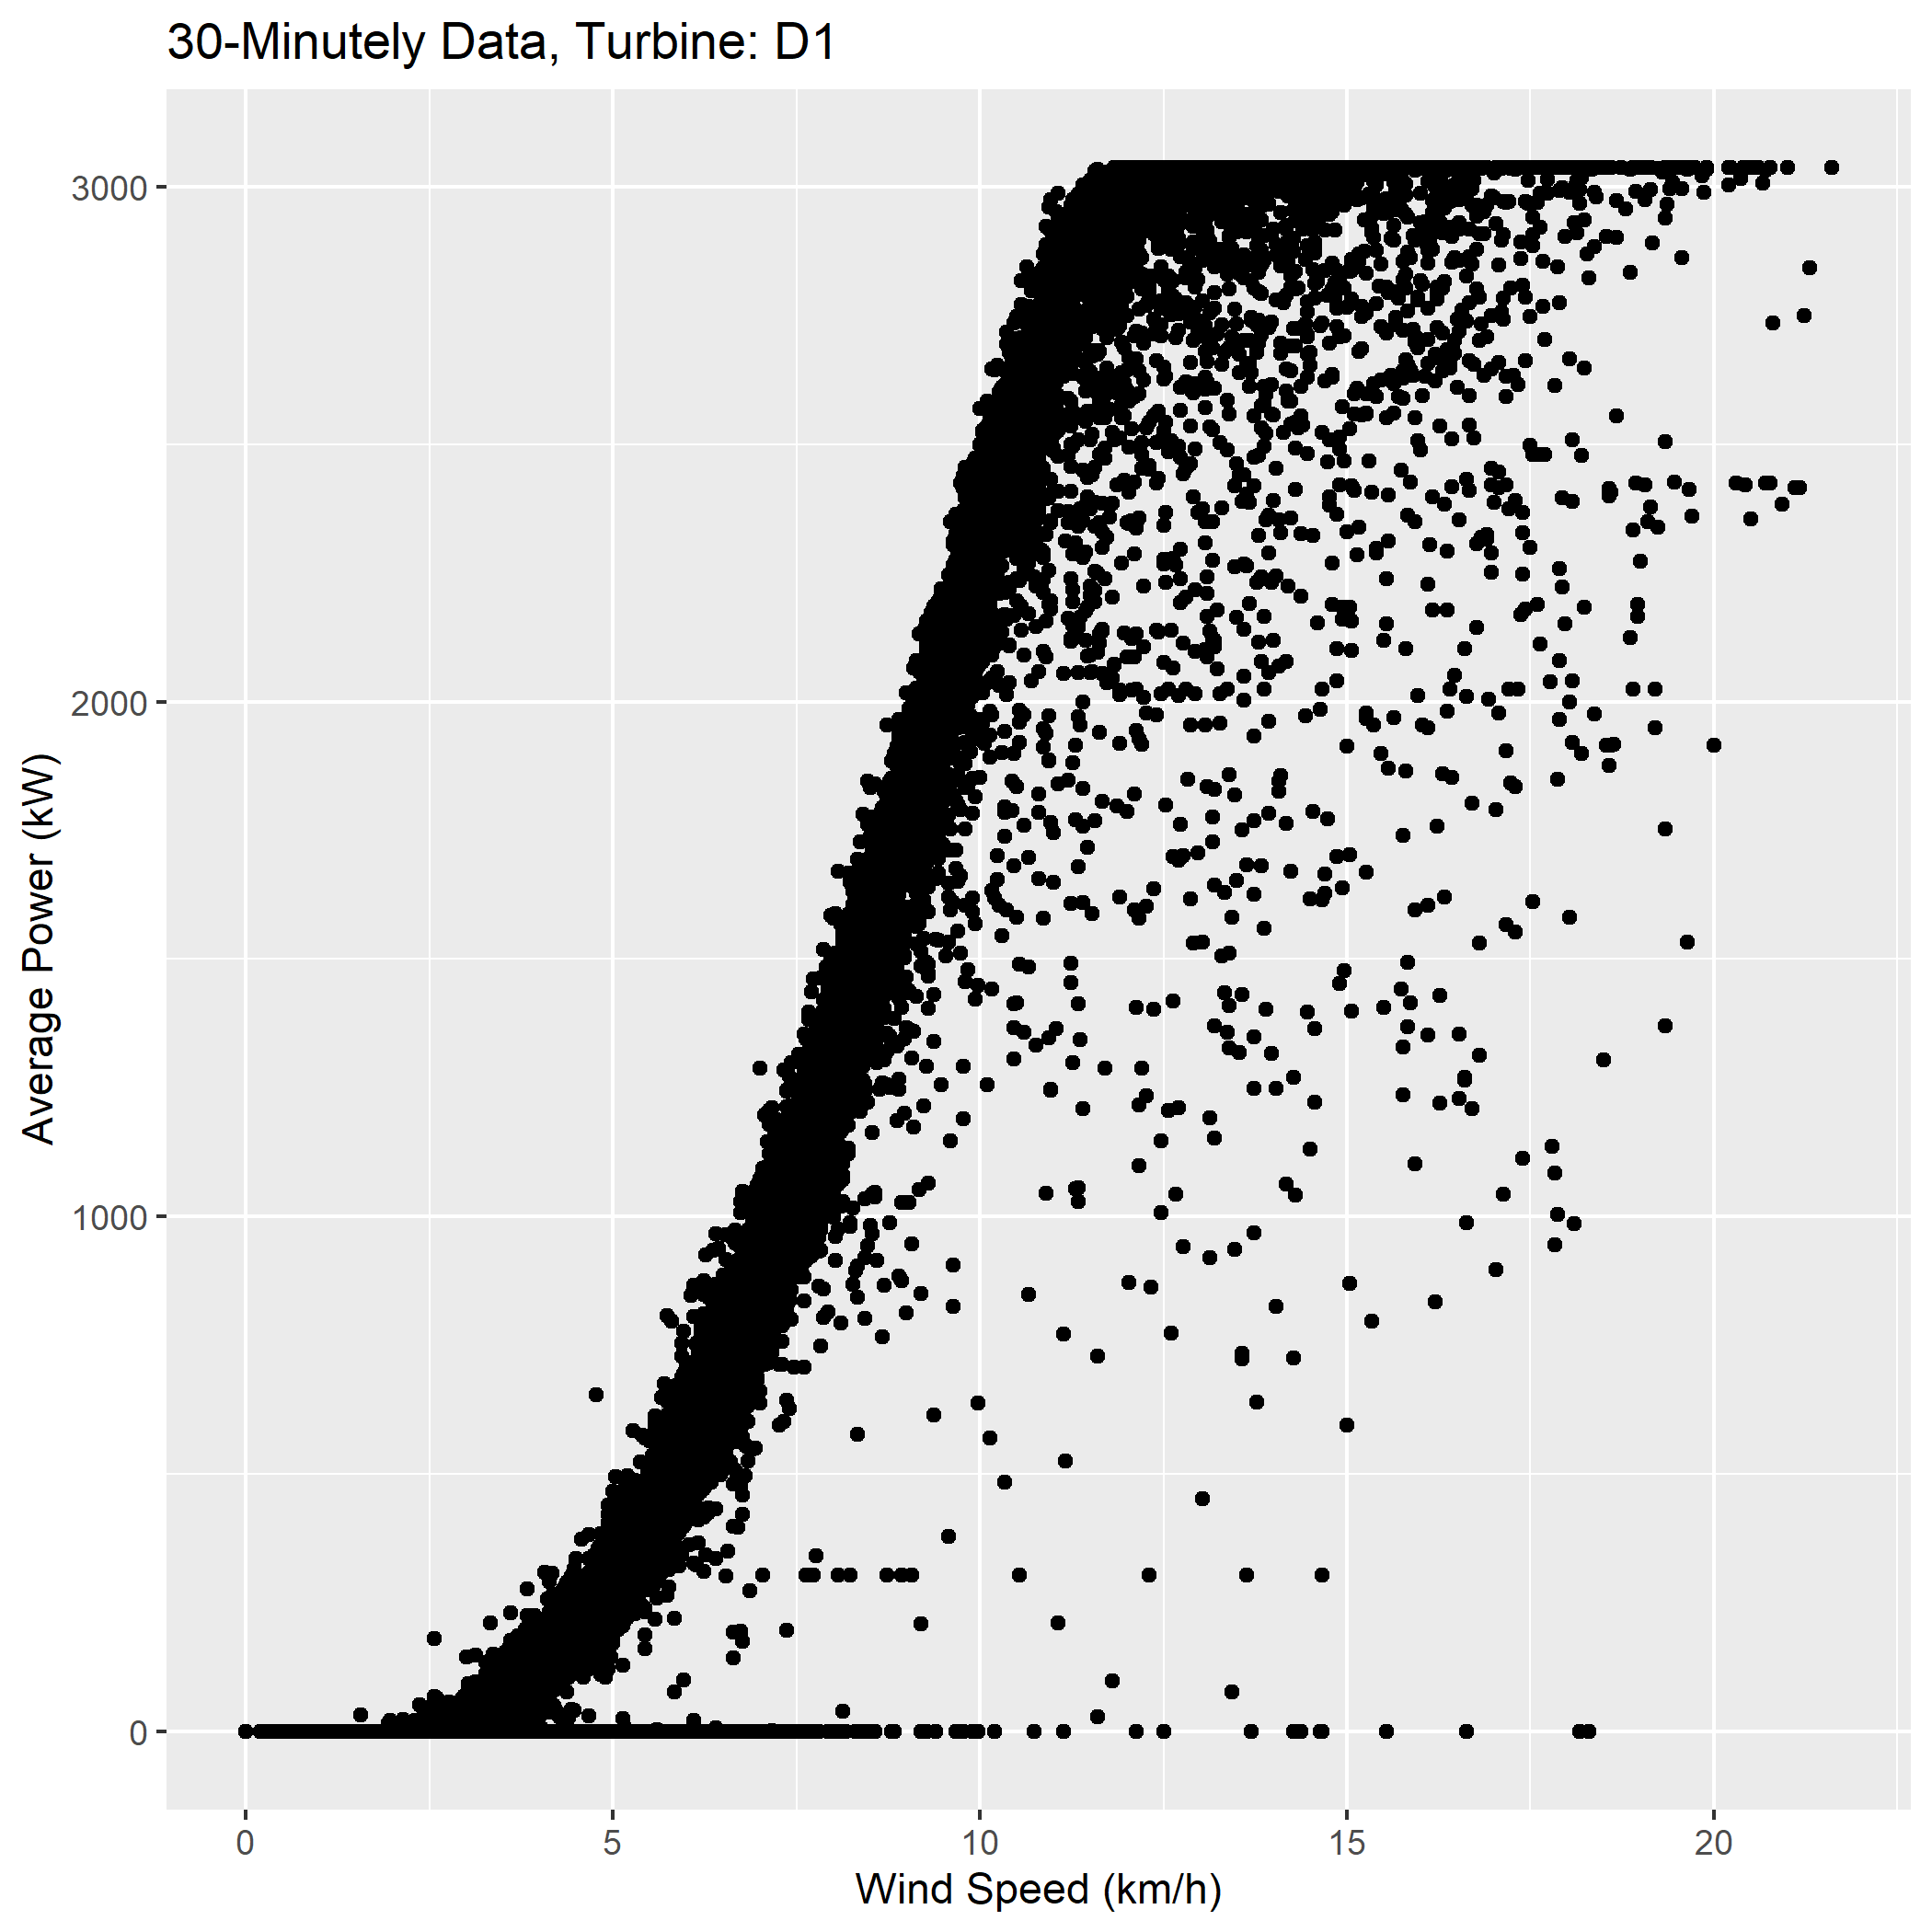 30-Minutely Data, Turbine: D1
Average Power (kW)
3000
2000
1000
0
0 5 10 15 20
Wind Speed (km/h)